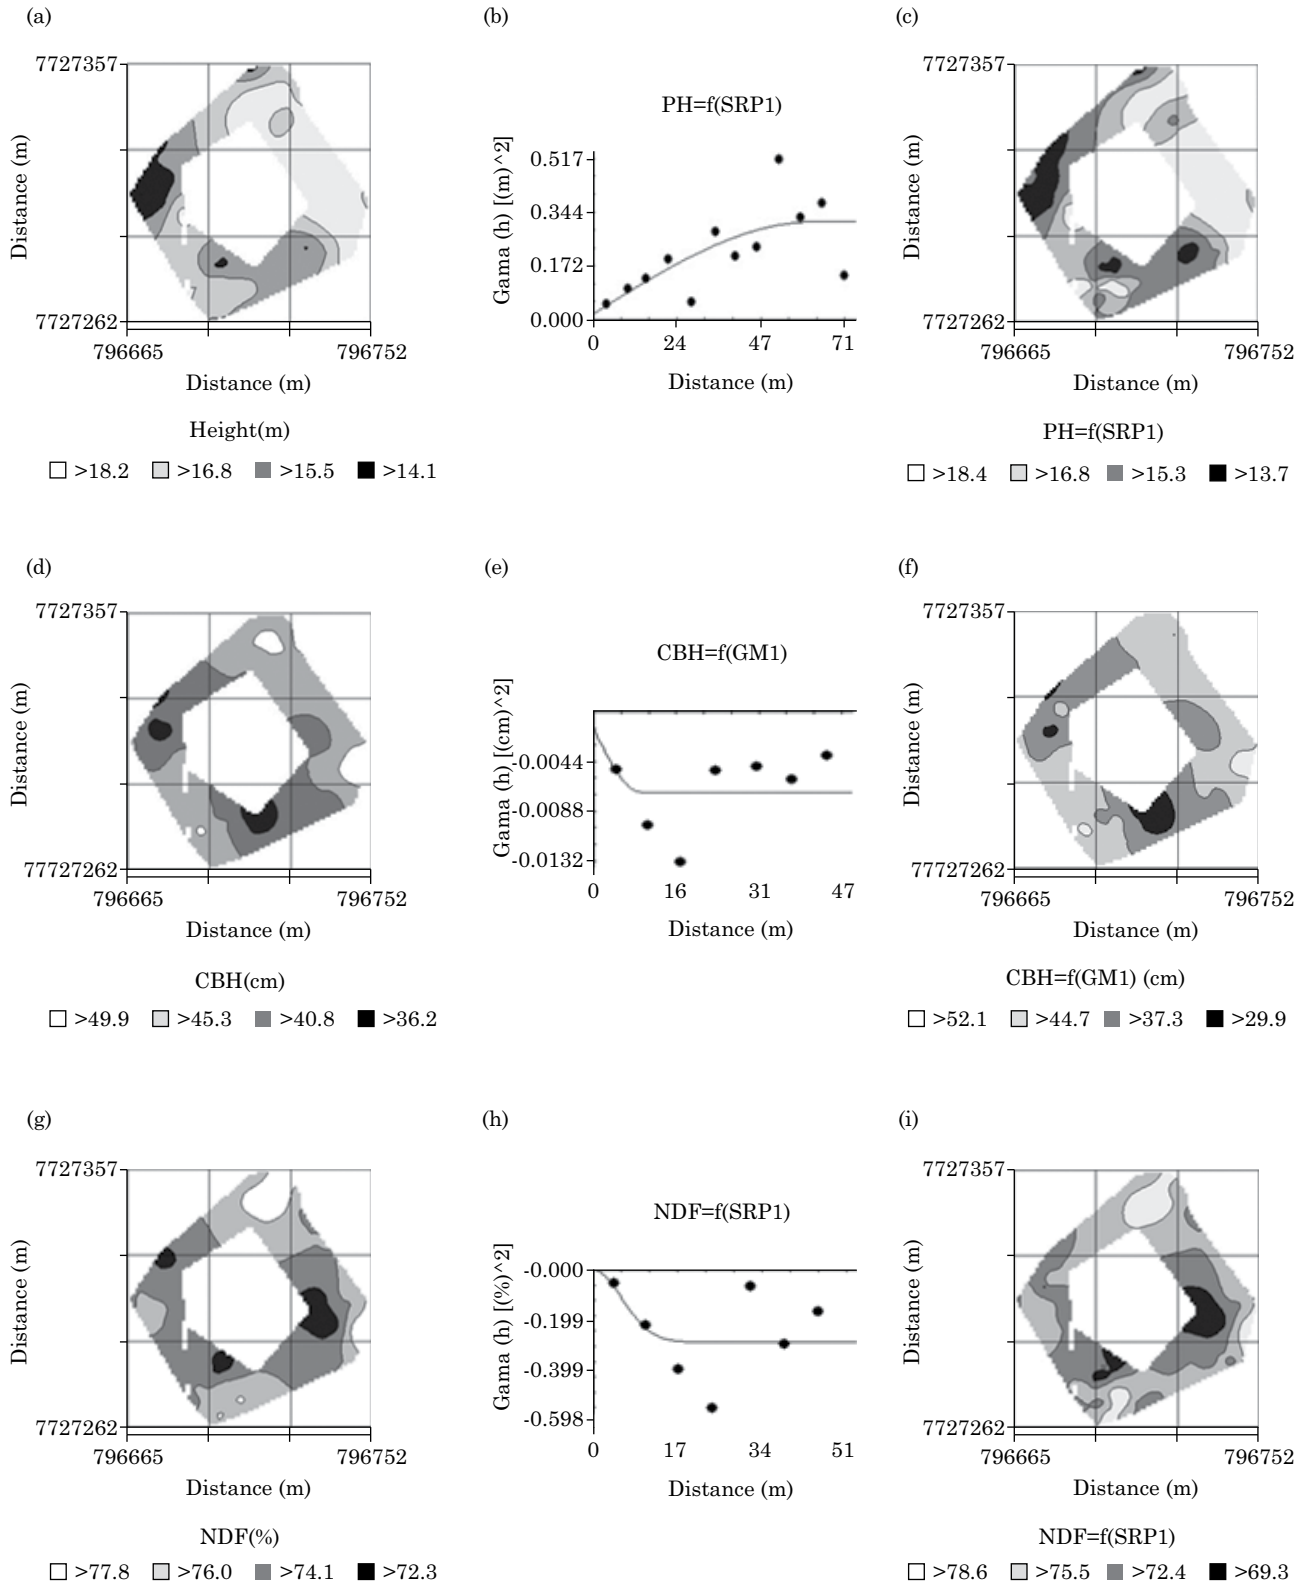 (a)
7727357
Distance (m)
7
7727262
796665 796752
Distance (m)
Height(m)
>18.2 >16.8 >15.5 >14.1
(b)
PH=f(SRP1)
Gama (h) [(m)^2]
0.517
0.344
0.172
0.000
0 24 47 71
Distance (m)
(c)
7727357
Distance (m)
7727262
796665 796752
Distance (m)
PH=f(SRP1)
>18.4 >16.8 >15.3 >13.7
(d)
7727357
Distance (m)
77727262
796665 796752
Distance (m)
CBH(cm)
>49.9 >45.3 >40.8 >36.2
(e)
CBH=f(GM1)
Gama (h) [(cm)^2]
-0.0044
-0.0088
-0.0132
0 16 31 47
Distance (m)
(f)
7727357
Distance (m)
7727262
796665 796752
Distance (m)
CBH=f(GM1) (cm)
>52.1 >44.7 >37.3 >29.9
(g)
7727357
Distance (m)
7727262
796665 796752
Distance (m)
NDF(%)
>77.8 >76.0 >74.1 >72.3
(h)
NDF=f(SRP1)
Gama (h) [(%)^2]
-0.000
-0.199
-0.399
-0.598
0 17 34 51
Distance (m)
(i)
7727357
Distance (m)
7727262
796665 796752
Distance (m)
NDF=f(SRP1)
>78.6 >75.5 >72.4 >69.3